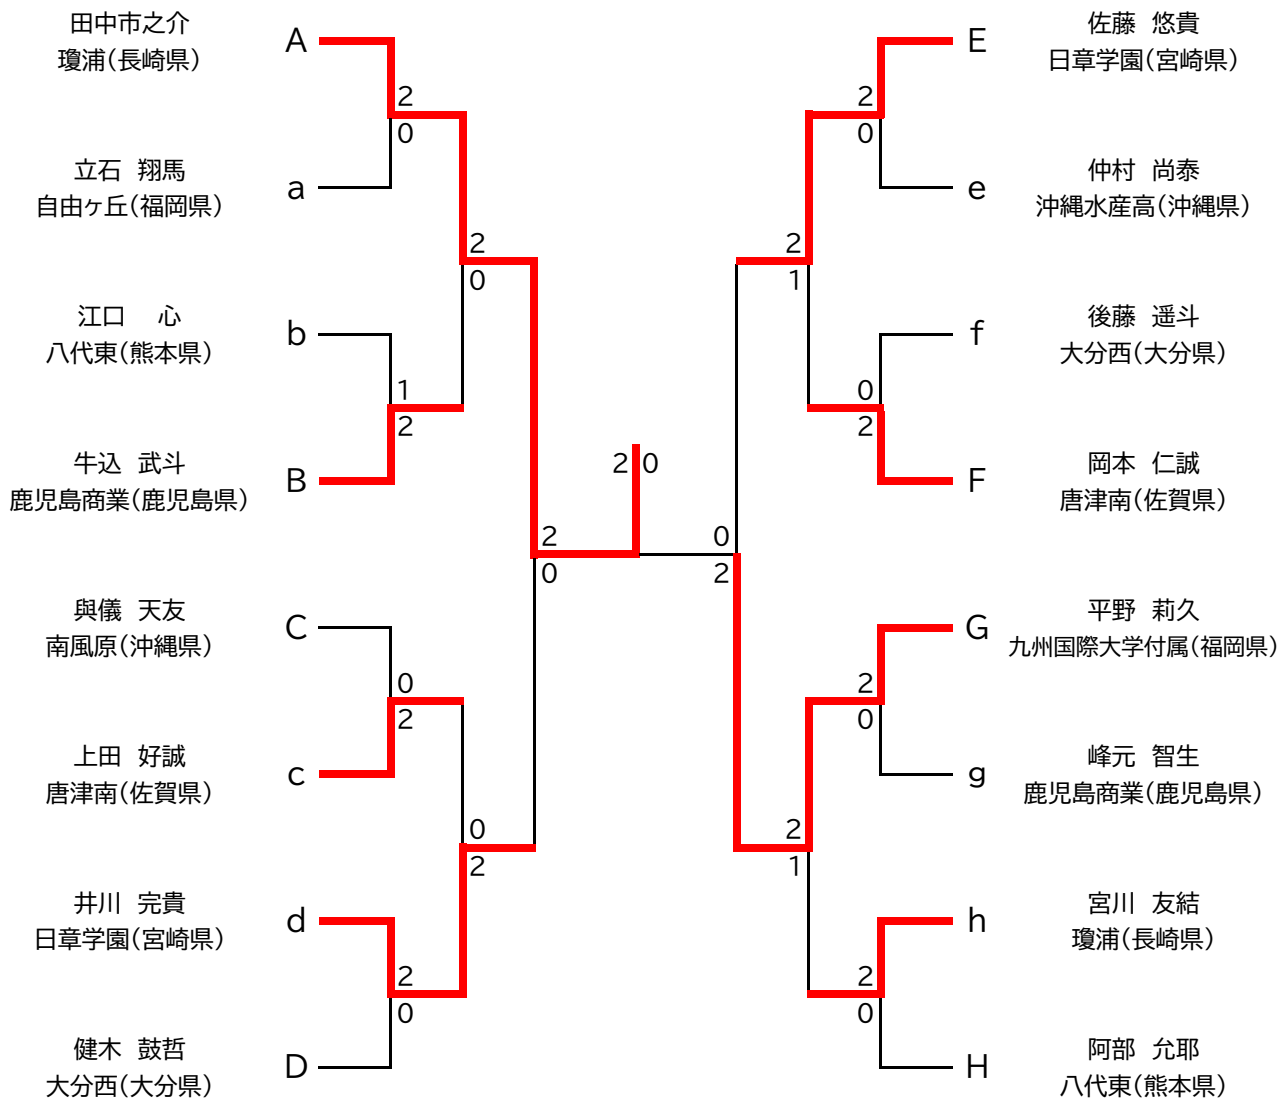 田中市之介
瓊浦(長崎県)
A
2
0
立石 翔馬
自由ヶ丘(福岡県)
a
2
0
江口 心
八代東(熊本県)
b
1
2
牛込 武斗
鹿児島商業(鹿児島県)
B
2 0
2
0
與儀 天友
南風原(沖縄県)
C
0
2
上田 好誠
唐津南(佐賀県)
c
0
2
井川 完貴
日章学園(宮崎県)
d
2
0
健木 鼓哲
大分西(大分県)
D
佐藤 悠貴
日章学園(宮崎県)
E
2
0
仲村 尚泰
沖縄水産高(沖縄県)
e
2
1
後藤 遥斗
大分西(大分県)
f
0
2
岡本 仁誠
唐津南(佐賀県)
F
0
2
平野 莉久
九州国際大学付属(福岡県)
G
2
0
峰元 智生
鹿児島商業(鹿児島県)
g
2
1
宮川 友結
瓊浦(長崎県)
h
2
0
阿部 允耶
八代東(熊本県)
H